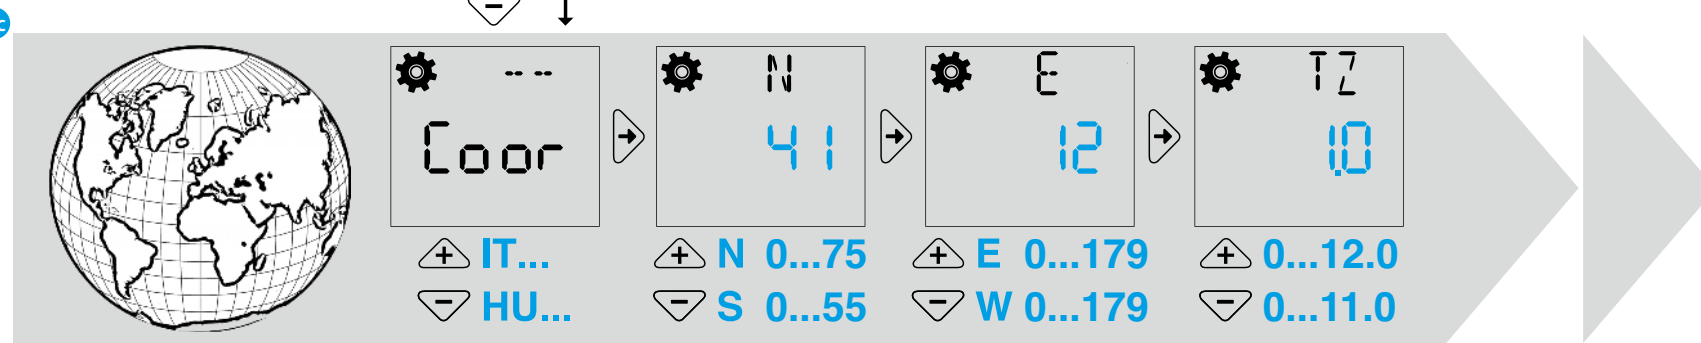 c
-- N E TZ
Coor 41 12 1.0
+ IT... + N 0...75 + E 0...179 + 0...12.0
- HU... - S 0...55 - W 0...179 - 0...11.0